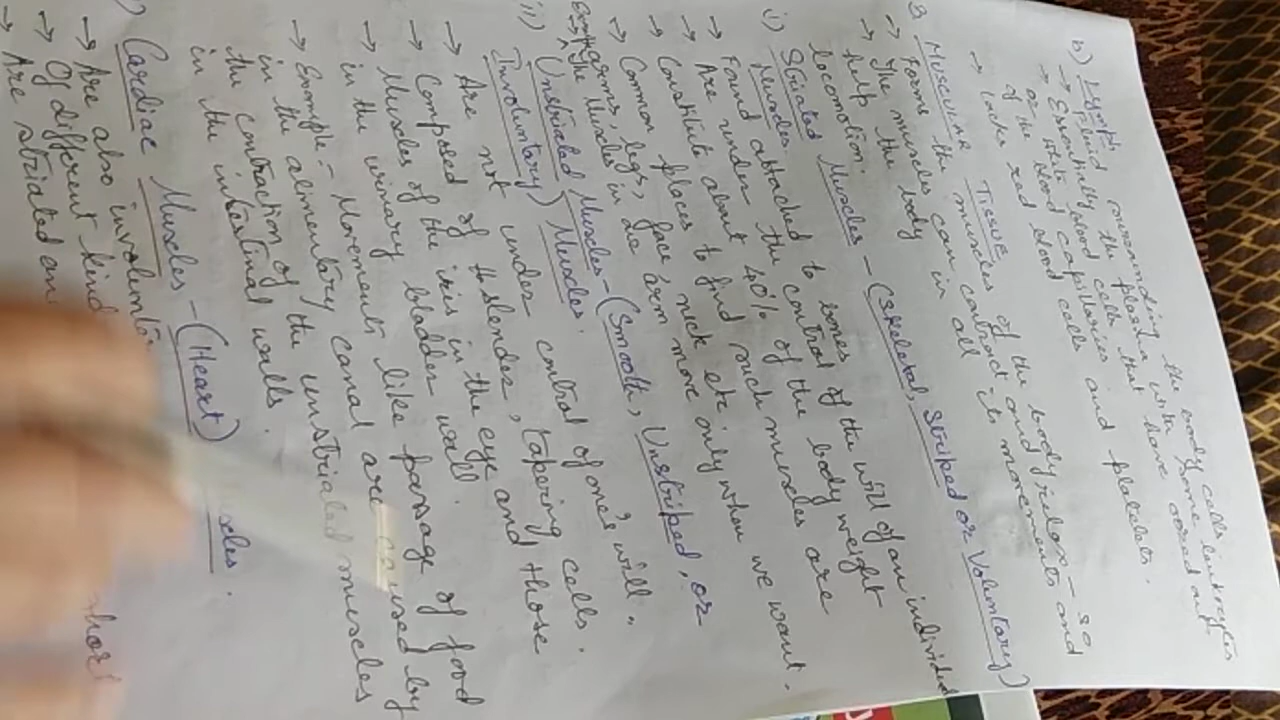 b) Lymph
→ Fluid surrounding the body cells
→ Essentially blood plasma with some leukocytes
or white blood cells that have oozed out
of the blood capillaries and
→ Lacks red blood cells and platelets.
3. MUSCULAR TISSUE
Forms the muscles of the body
→ The muscles can contract and relax - so
→ Help the body in all its movements and
locomotion.
i) Striated Muscles - (Skeletal, Striped or Voluntary)
Muscles
→ Found attached to bones
→ Are under the control of the will of an individual
→ Constitute about 40% of the body weight
→ Common places to find such muscles are
arms, legs, face neck etc
→ The Muscles in the arm move only when we want.
ii) Unstriated Muscles - (Smooth, Unstriped, or
Involuntary) Muscles.
→ Are not under control of one's will.
→ Composed of slender, tapering cells.
→ Muscles of the iris in the eye and those
in the urinary bladder wall.
→ Example - Movements like passage of food
in the alimentary canal are caused by
the contraction of the unstriated muscles
in the intestinal walls.
Cardiac Muscles - (Heart)
→ Are also
→ Of different kind
→ Are striated
short